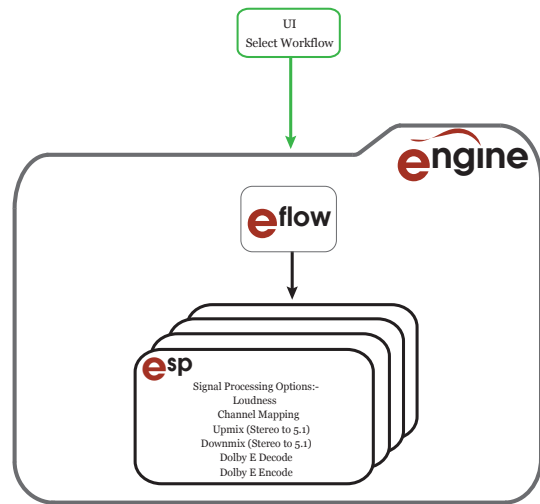 UI
Select Workflow
engine
eflow
esp
Signal Processing Options:-
Loudness
Channel Mapping
Upmix (Stereo to 5.1)
Downmix (Stereo to 5.1)
Dolby E Decode
Dolby E Encode